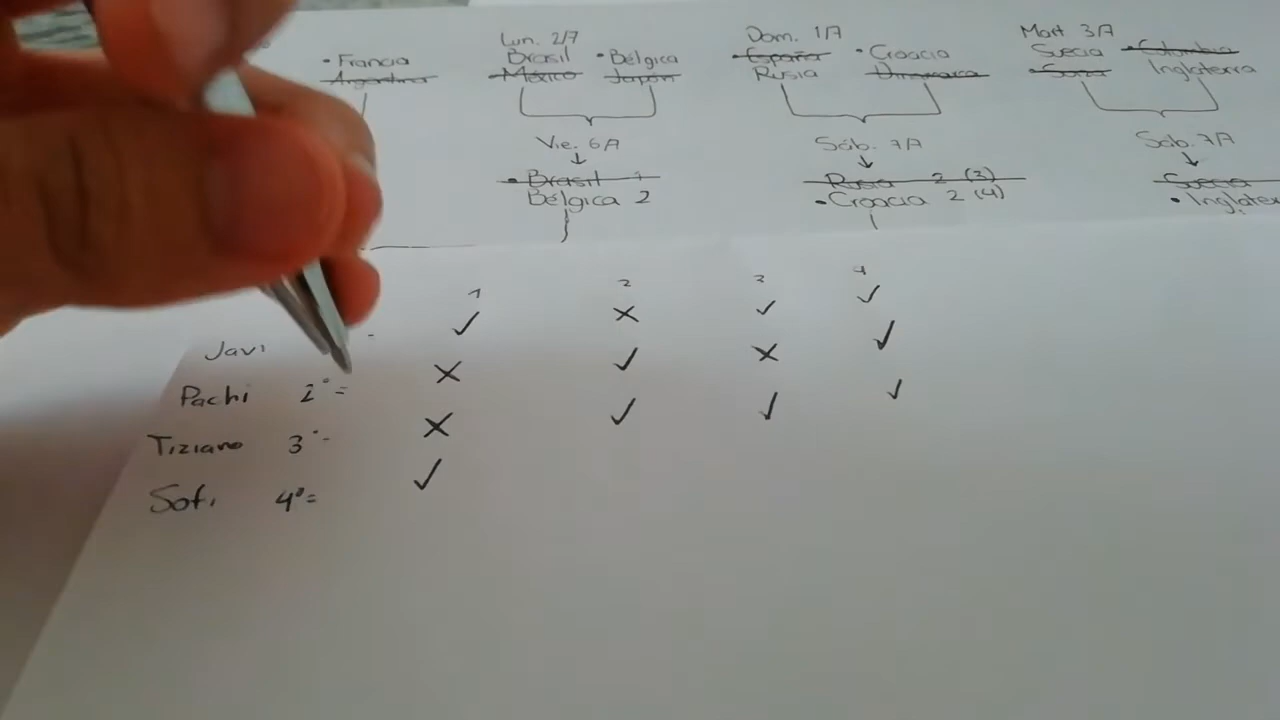 Lun. 2/7 Dom. 1/7 Mart 3/7
• Francia Brasil • Bélgica • España • Croacia Suecia • Colombia
Argentina México Japón Rusia Dinamarca Suiza Inglaterra
Vie. 6/7 Sáb. 7/7 Sáb. 7/7
• Brasil 1 Rusia 2 (3) Suecia
Bélgica 2 • Croacia 2 (4) • Inglater
1 2 3 4
Javi ✓ ✗ ✓ ✓
Pachi 2°= ✗ ✓ ✗ ✓
Tiziano 3°- ✗ ✓ ✓ ✓
Sofi 4°= ✓